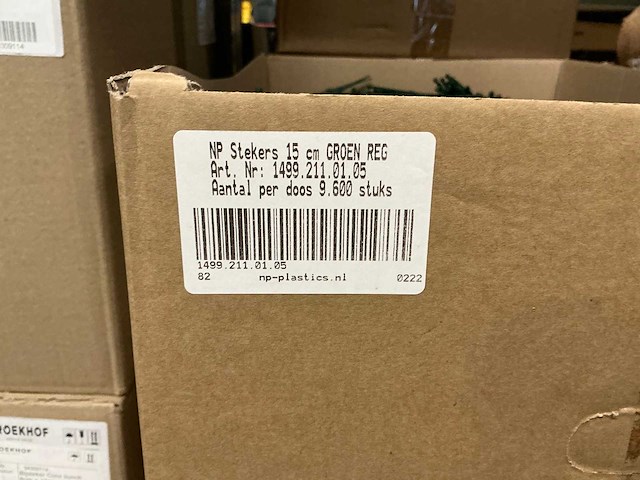 NP Stekers 15 cm GROEN REG
Art. Nr: 1499.211.01.05
Aantal per doos 9.600 stuks
1499.211.01.05
82 np-plastics.nl 0222
ROEKHOF